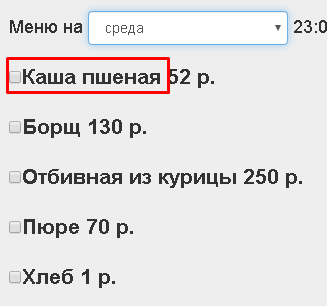 Меню на среда 23:0
Каша пшеная 52 р.
Борщ 130 р.
Отбивная из курицы 250 р.
Пюре 70 р.
Хлеб 1 р.